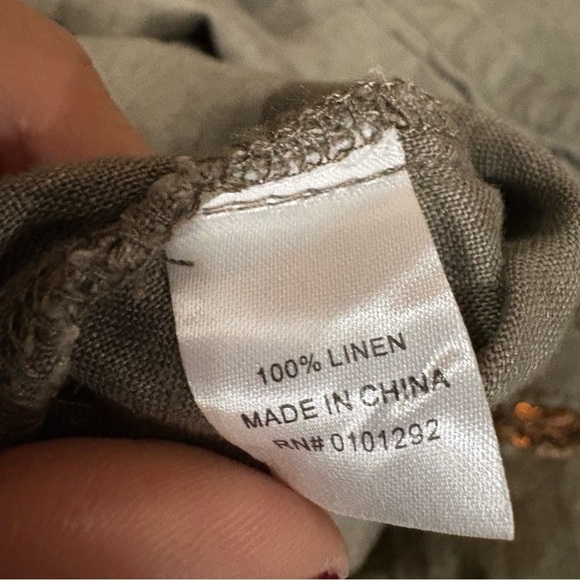 100% LINEN
MADE IN CHINA
RN# 0101292